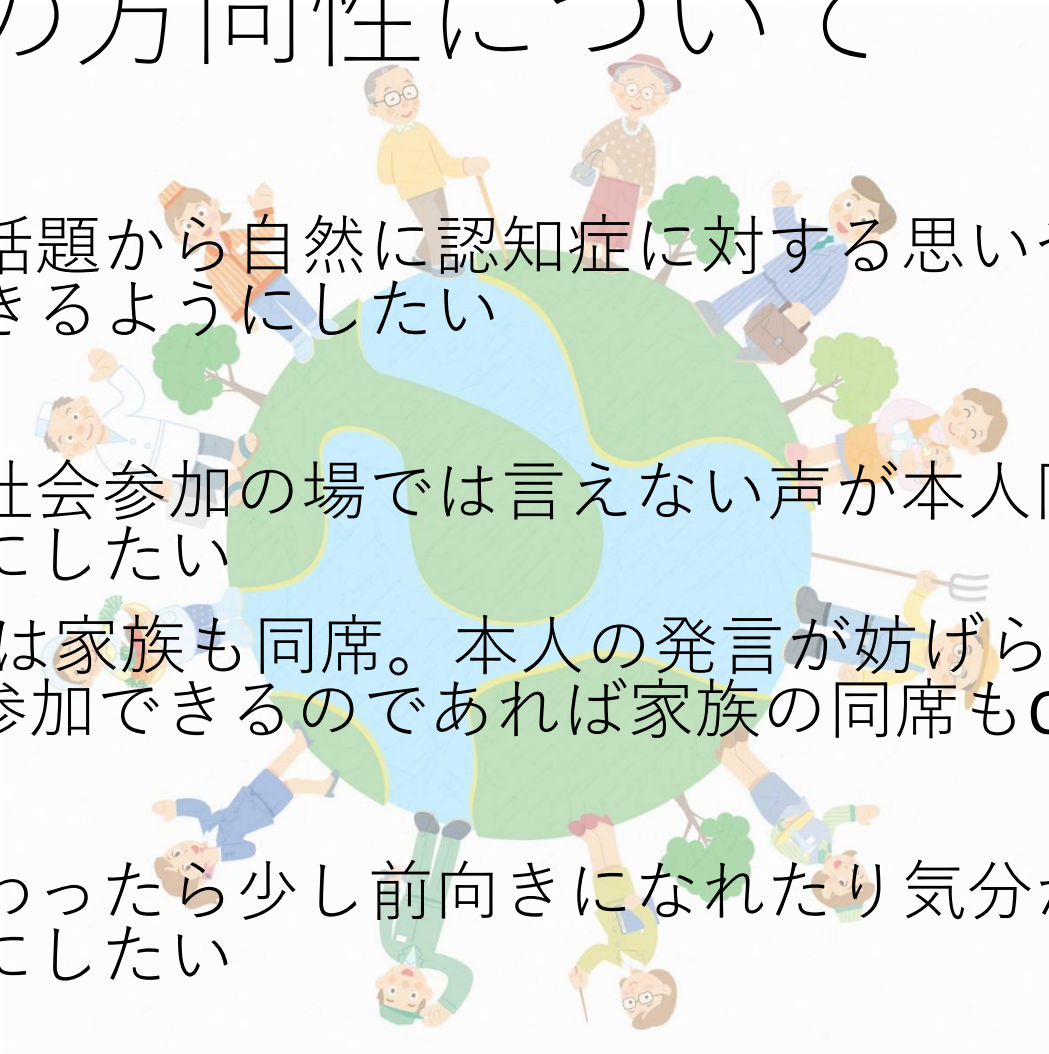 の方向性について
話題から自然に認知症に対する思いや
きるようにしたい
社会参加の場では言えない声が本人同
にしたい
は家族も同席。本人の発言が妨げら
参加できるのであれば家族の同席も
わったら少し前向きになれたり気分が
にしたい